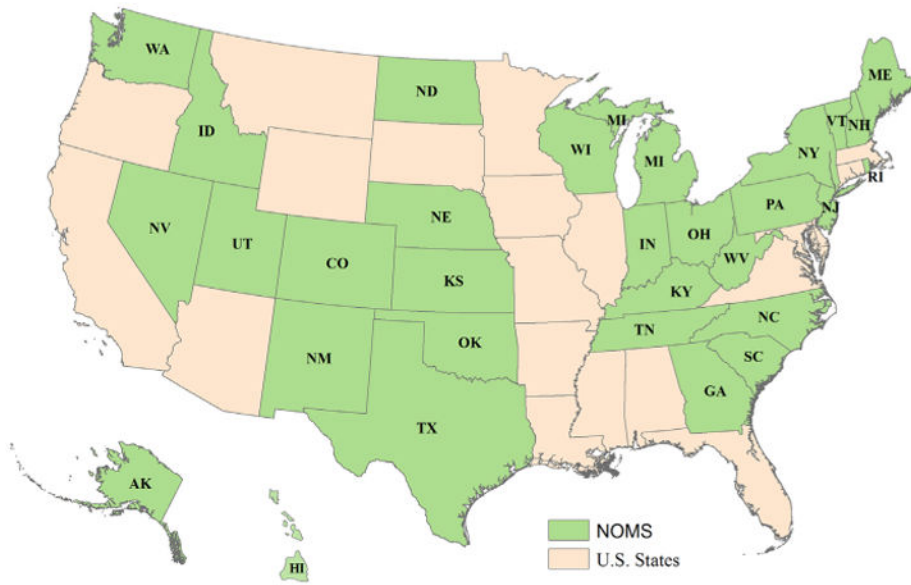 WA
ND
ME
MI
VT
NH
ID
WI
MI
NY
RI
NE
PA
NJ
NV
UT
IN
OH
CO
WV
KS
KY
NC
TN
OK
NM
SC
GA
TX
AK
NOMS
U.S. States
HI